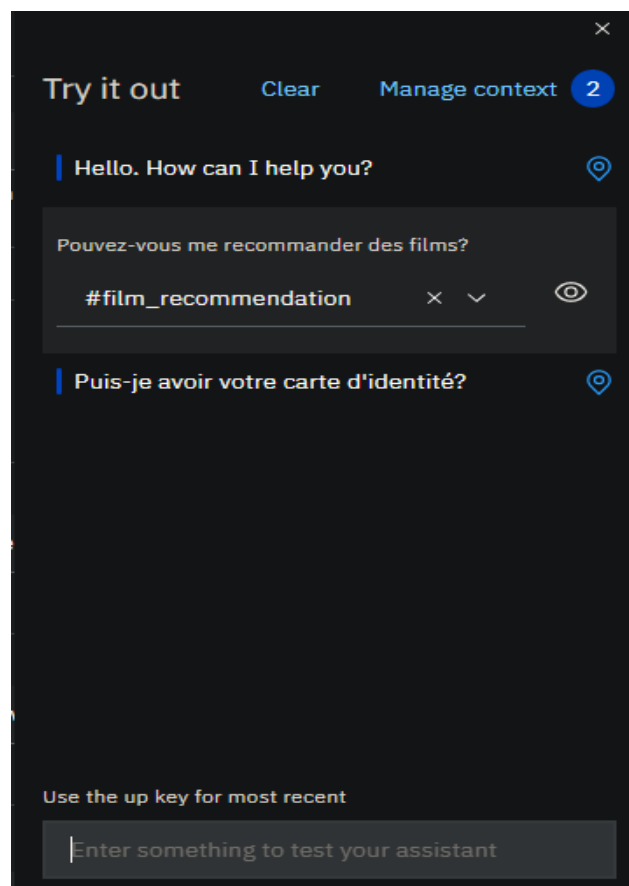 Try it out Clear Manage context 2
Hello. How can I help you?
Pouvez-vous me recommander des films?
#film_recommendation
Puis-je avoir votre carte d'identité?
Use the up key for most recent
Enter something to test your assistant